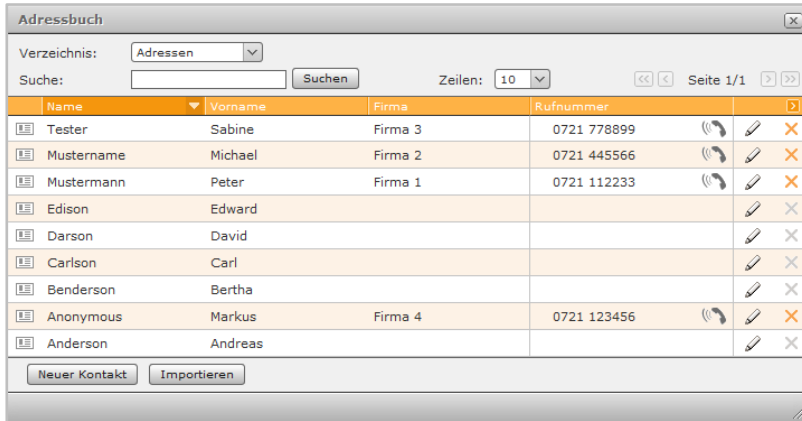 Adressbuch
Verzeichnis: Adressen
Suche: Suchen Zeilen: 10 Seite 1/1
Name Vorname Firma Rufnummer
Tester Sabine Firma 3 0721 778899
Mustername Michael Firma 2 0721 445566
Mustermann Peter Firma 1 0721 112233
Edison Edward
Darson David
Carlson Carl
Benderson Bertha
Anonymous Markus Firma 4 0721 123456
Anderson Andreas
Neuer Kontakt Importieren